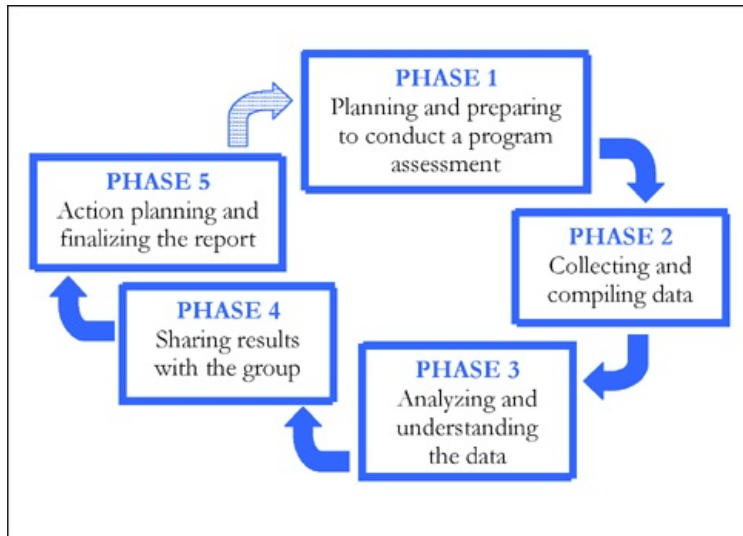 PHASE 1
Planning and preparing
to conduct a program
assessment
PHASE 2
Collecting and
compiling data
PHASE 3
Analyzing and
understanding
the data
PHASE 4
Sharing results
with the group
PHASE 5
Action planning and
finalizing the report